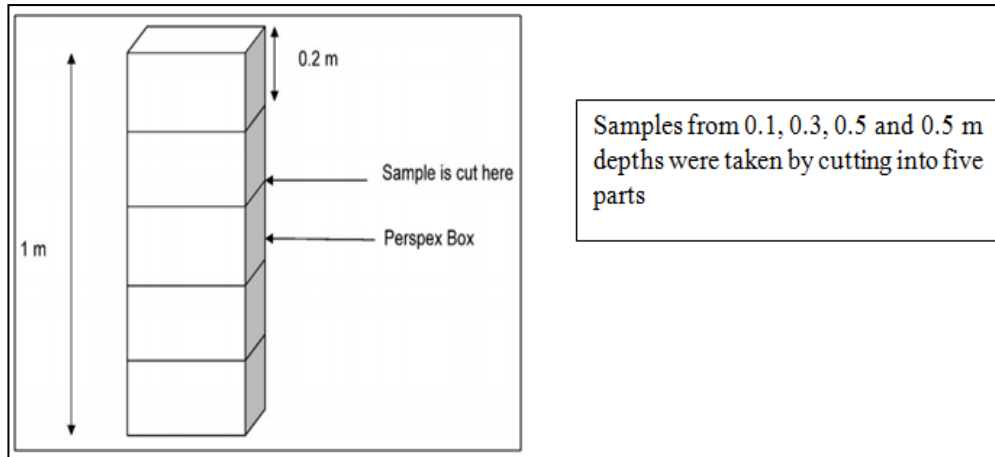 0.2 m
Sample is cut here
Perspex Box
1 m
Samples from 0.1, 0.3, 0.5 and 0.5 m
depths were taken by cutting into five
parts